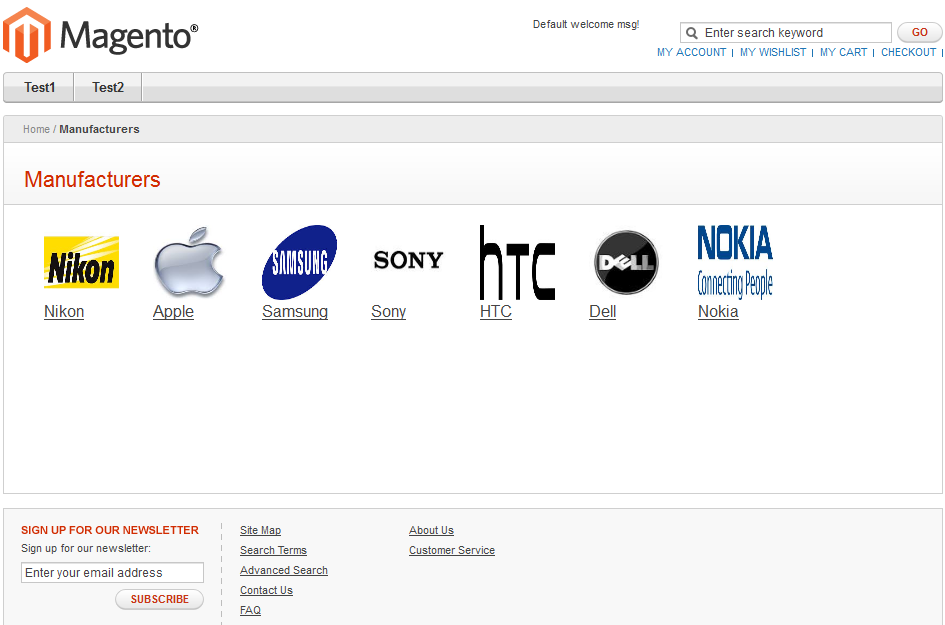 Magento®
Default welcome msg!
Enter search keyword
GO
MY ACCOUNT | MY WISHLIST | MY CART | CHECKOUT |
Test1 Test2
Home / Manufacturers
Manufacturers
Nikon
SAMSUNG
SONY
hTC
DELL
NOKIA
Connecting People
Nikon Apple Samsung Sony HTC Dell Nokia
SIGN UP FOR OUR NEWSLETTER
Sign up for our newsletter:
Enter your email address
SUBSCRIBE
Site Map
Search Terms
Advanced Search
Contact Us
FAQ
About Us
Customer Service